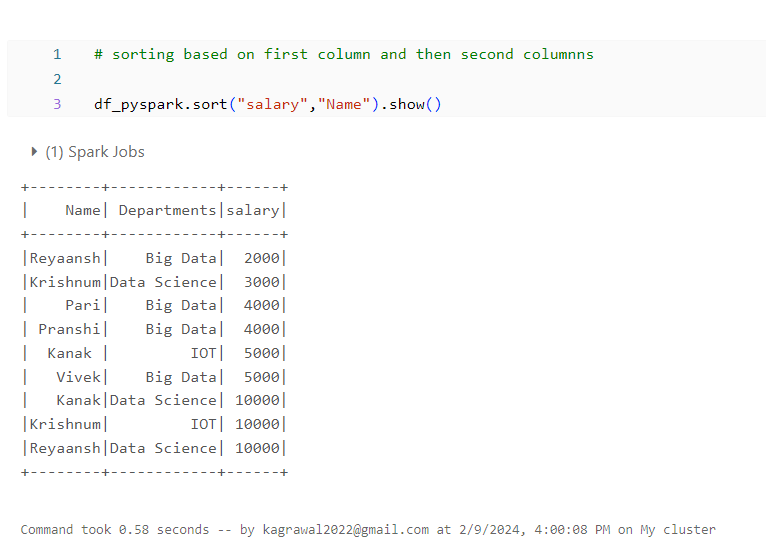 1 # sorting based on first column and then second columnns
2
3 df_pyspark.sort("salary","Name").show()
(1) Spark Jobs
+--------+------------+------+
|    Name| Departments|salary|
+--------+------------+------+
|Reyaansh|    Big Data|  2000|
|Krishnum|Data Science|  3000|
|    Pari|    Big Data|  4000|
| Pranshi|    Big Data|  4000|
|  Kanak |         IOT|  5000|
|   Vivek|    Big Data|  5000|
|   Kanak|Data Science| 10000|
|Krishnum|         IOT| 10000|
|Reyaansh|Data Science| 10000|
+--------+------------+------+
Command took 0.58 seconds -- by kagrawal2022@gmail.com at 2/9/2024, 4:00:08 PM on My cluster